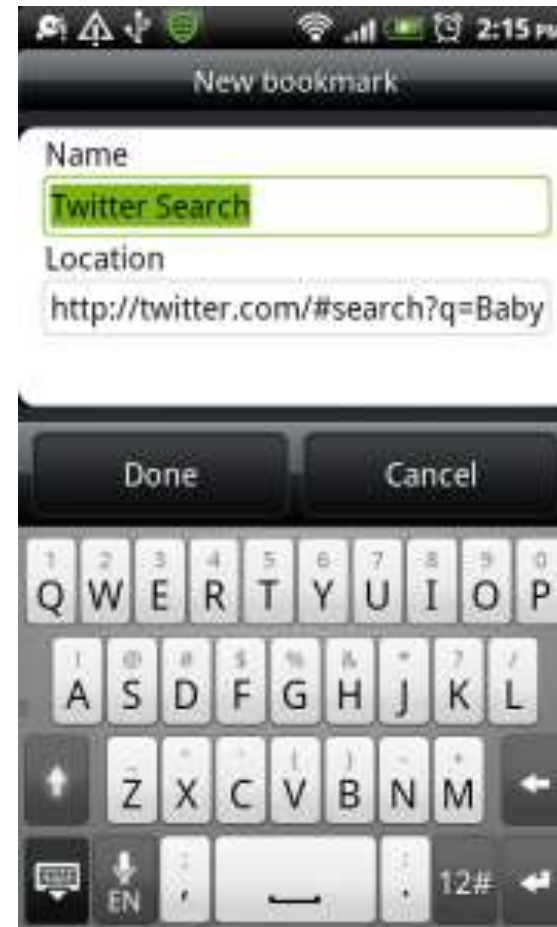 2:15 PM
New bookmark
Name
Twitter Search
Location
http://twitter.com/#search?q=Baby
Done Cancel
1 2 3 4 5 6 7 8 9 0
Q W E R T Y U I O P
! @ # $ % & * ? /
A S D F G H J K L
Z X C V B N M
EN , . 12#